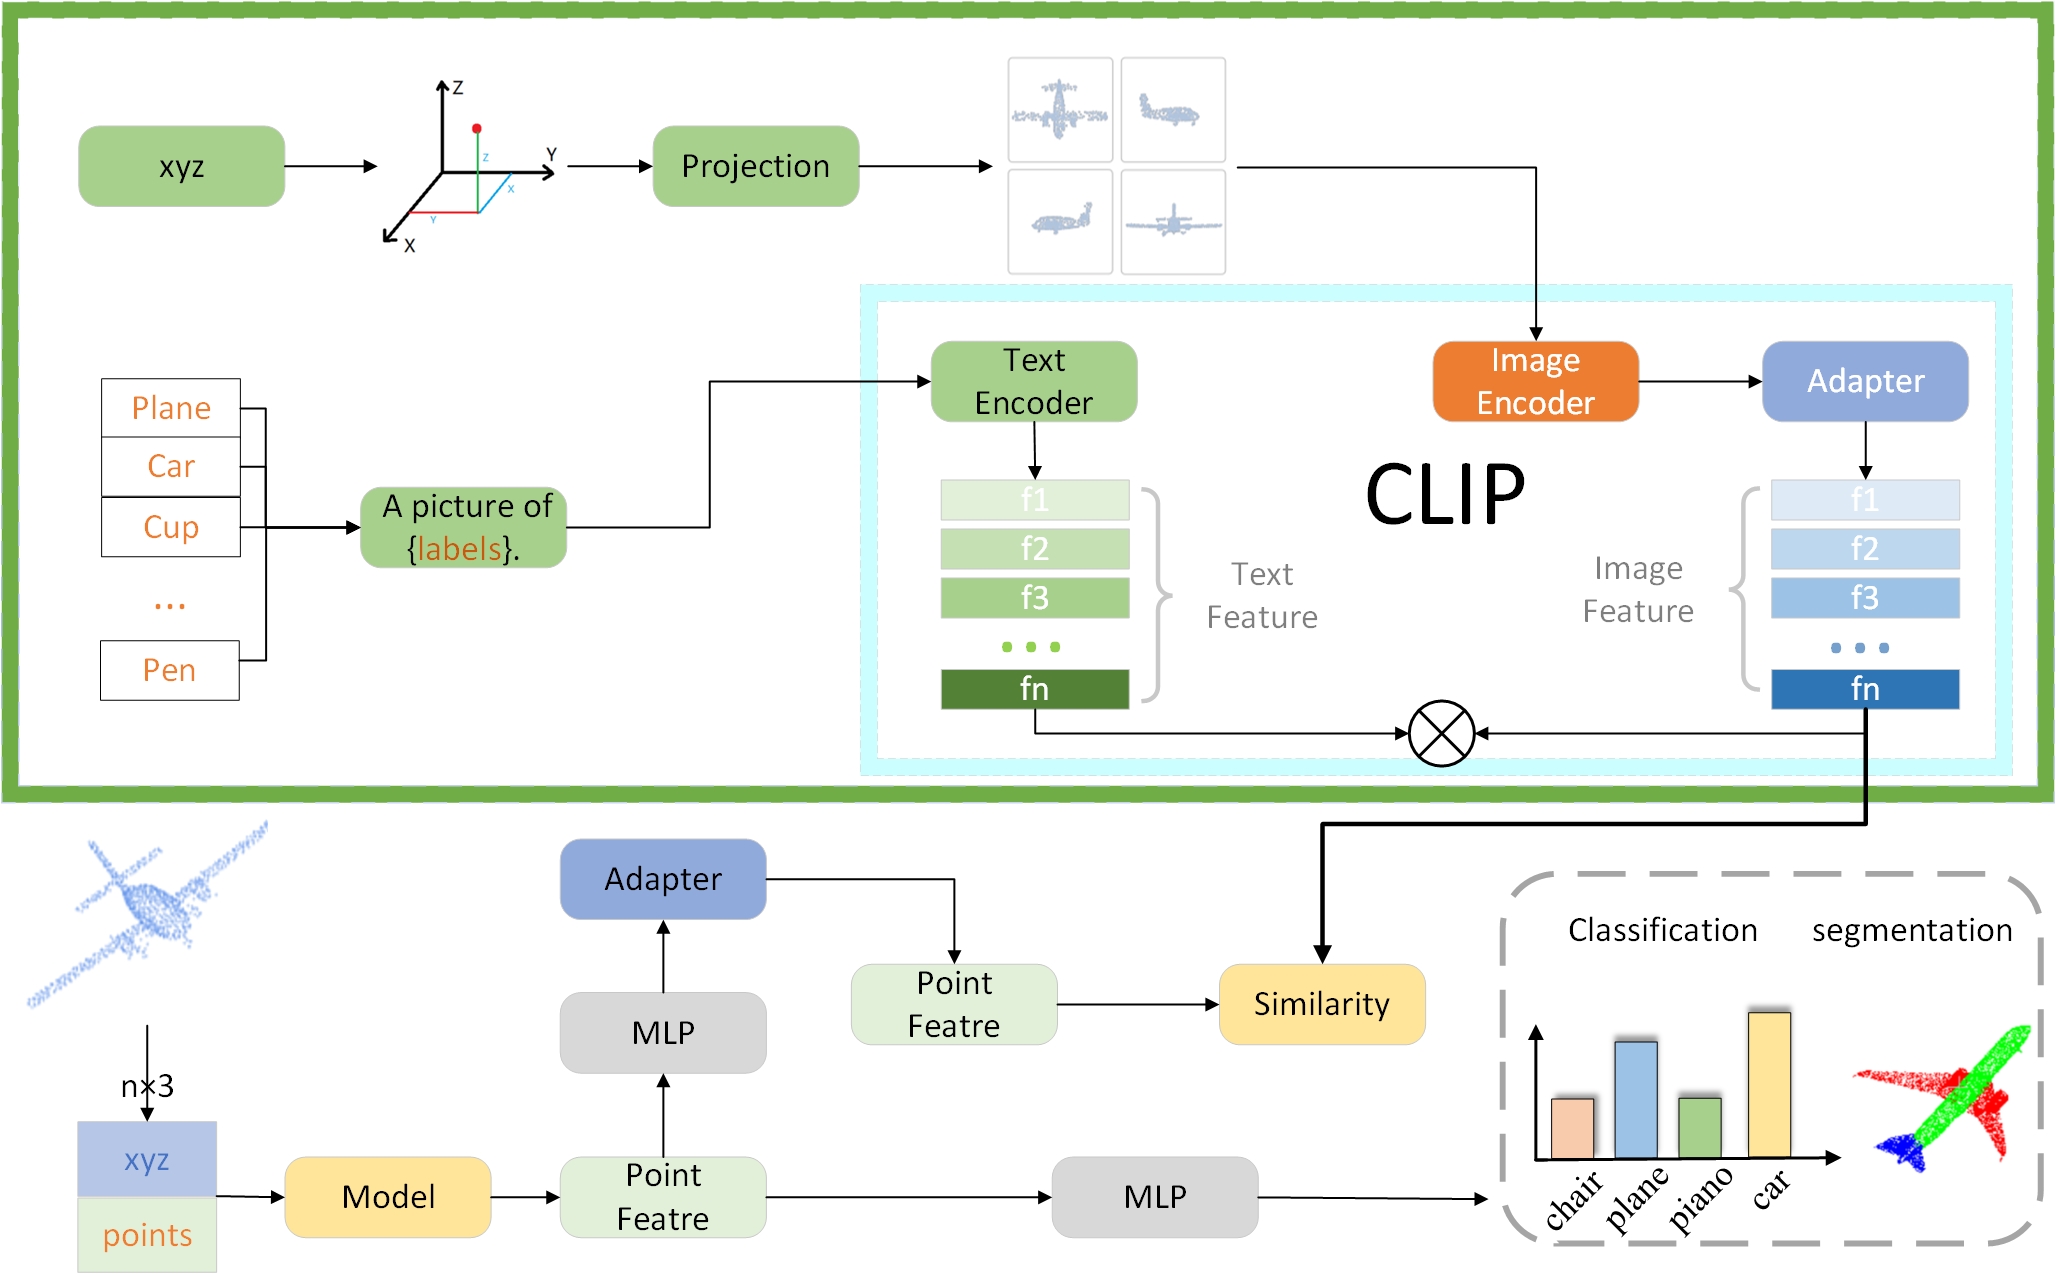 xyz
Z
Y
X
Z
X
Y
Projection
Plane
Car
Cup
...
Pen
A picture of
{labels}.
Text
Encoder
f1
f2
f3
...
fn
Text
Feature
CLIP
Image
Encoder
Adapter
f1
f2
f3
...
fn
Image
Feature
n×3
xyz
points
Model
Point
Featre
MLP
Adapter
Point
Featre
Similarity
MLP
Classification
segmentation
chair
plane
piano
car